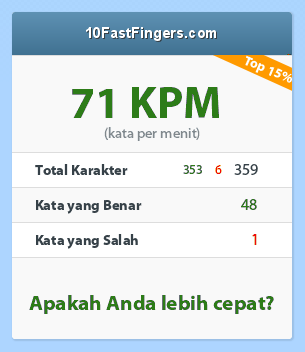 10FastFingers.com
Top 15%
71 KPM
(kata per menit)
Total Karakter 353 6 359
Kata yang Benar 48
Kata yang Salah 1
Apakah Anda lebih cepat?